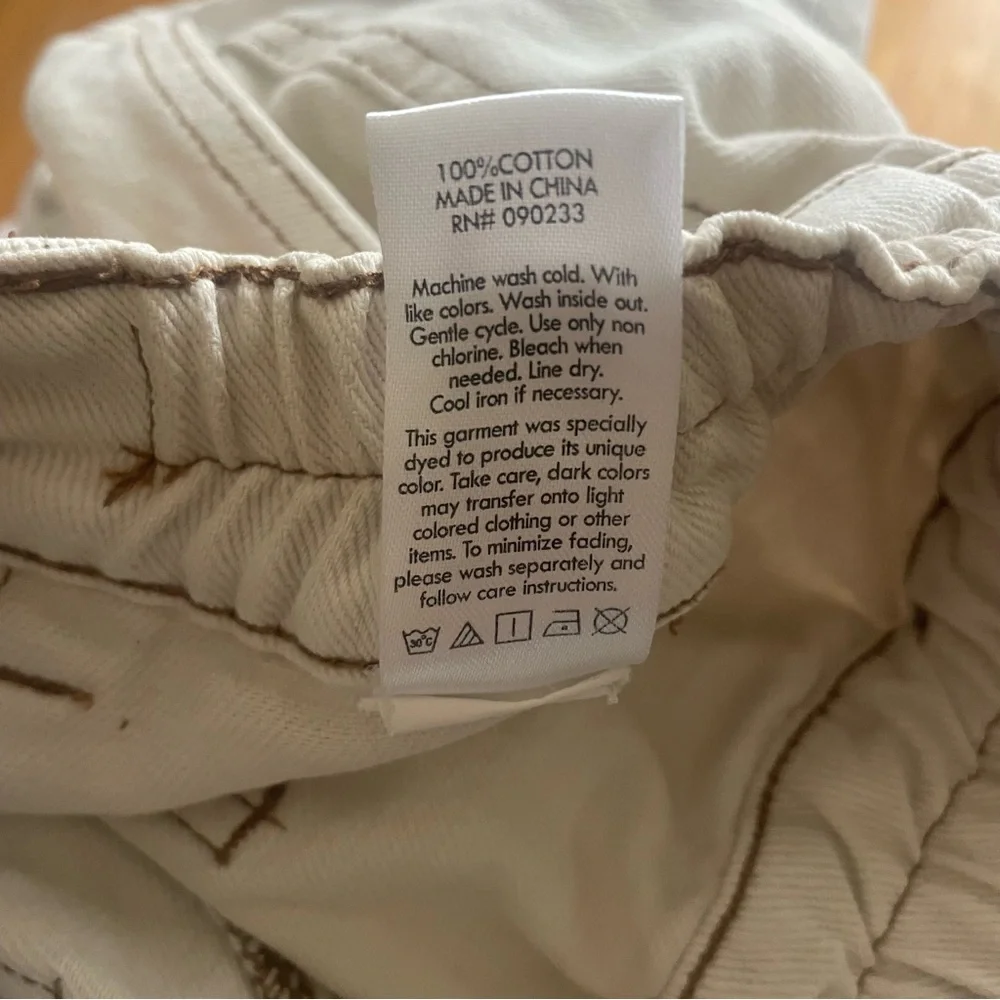 100%COTTON
MADE IN CHINA
RN# 090233
Machine wash cold. With
like colors. Wash inside out.
Gentle cycle. Use only non
chlorine. Bleach when
needed. Line dry.
Cool iron if necessary.
This garment was specially
dyed to produce its unique
color. Take care, dark colors
may transfer onto light
colored clothing or other
items. To minimize fading,
please wash separately and
follow care instructions.
30°C